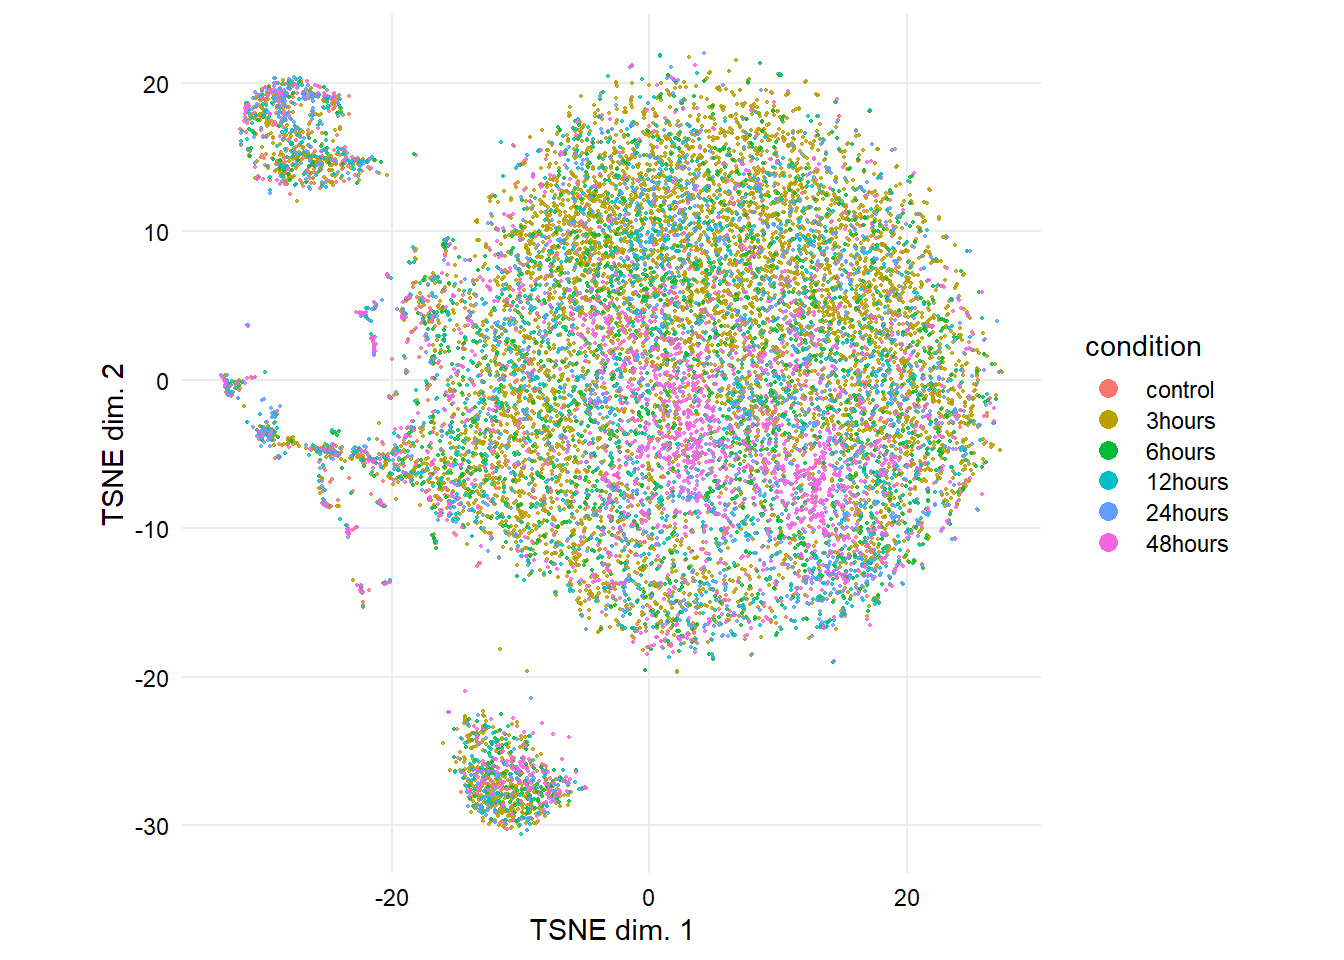 20
10
0
-10
-20
-30
TSNE dim. 2
-20
0
20
TSNE dim. 1
condition
control
3hours
6hours
12hours
24hours
48hours